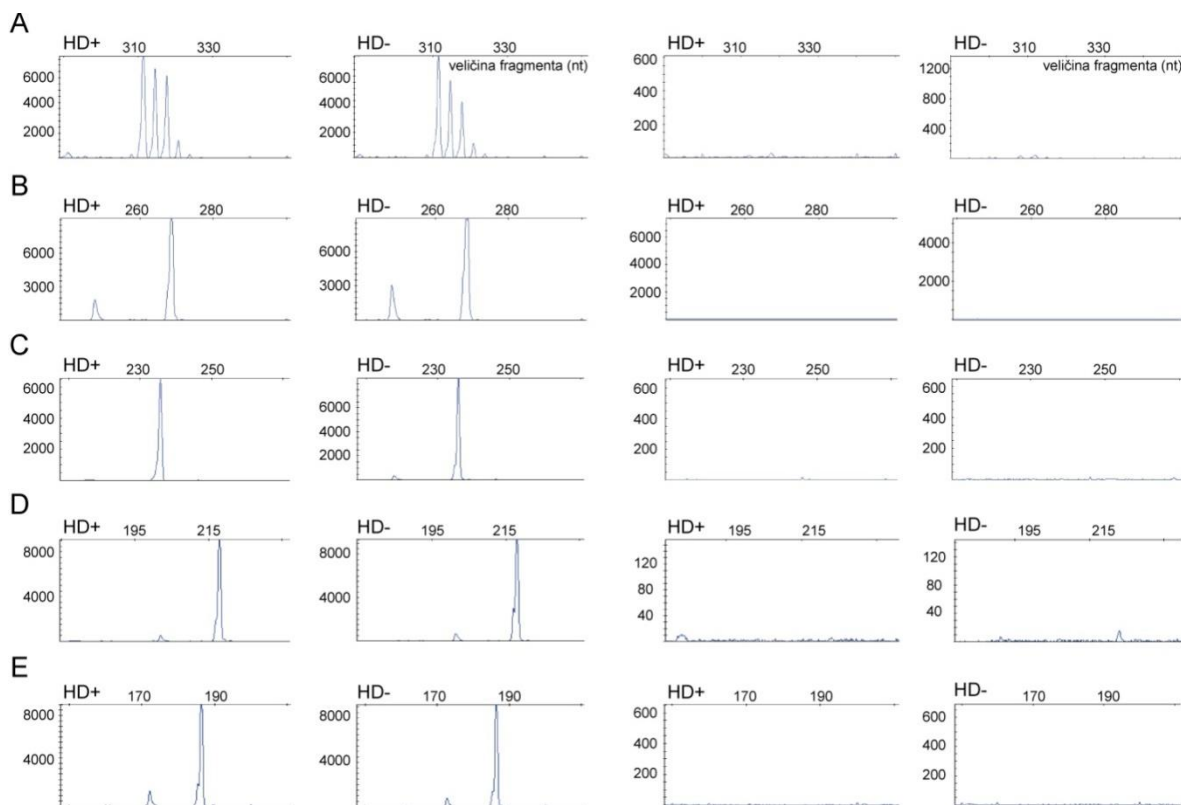 A
HD+ 310 330
6000
4000
2000
HD- 310 330
veličina fragmenta (nt)
6000
4000
2000
HD+ 310 330
600
400
200
HD- 310 330
veličina fragmenta (nt)
1200
800
400
B
HD+ 260 280
6000
3000
HD- 260 280
6000
3000
HD+ 260 280
6000
4000
2000
HD- 260 280
4000
2000
C
HD+ 230 250
6000
4000
2000
HD- 230 250
6000
4000
2000
HD+ 230 250
600
400
200
HD- 230 250
600
400
200
D
HD+ 195 215
8000
4000
HD- 195 215
8000
4000
HD+ 195 215
120
80
40
HD- 195 215
120
80
40
E
HD+ 170 190
8000
4000
HD- 170 190
8000
4000
HD+ 170 190
600
400
200
HD- 170 190
600
400
200